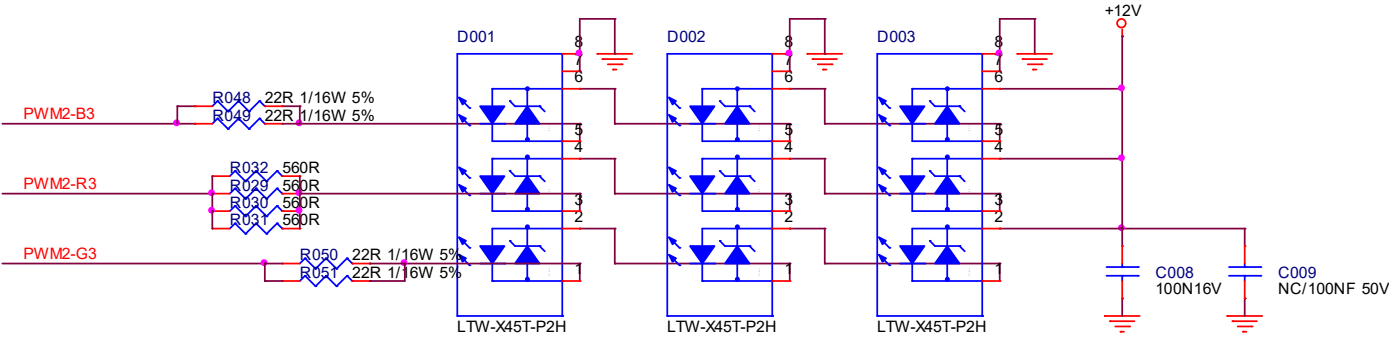 +12V
D001
D002
D003
8
7
6
8
7
6
8
7
6
R048 22R 1/16W 5%
PWM2-B3
R049 22R 1/16W 5%
5
4
5
4
5
4
R032 560R
PWM2-R3
R029 560R
R030 560R
R031 560R
3
2
3
2
3
2
PWM2-G3
R050 22R 1/16W 5%
R051 22R 1/16W 5%
1
1
1
C008
100N16V
C009
NC/100NF 50V
LTW-X45T-P2H
LTW-X45T-P2H
LTW-X45T-P2H